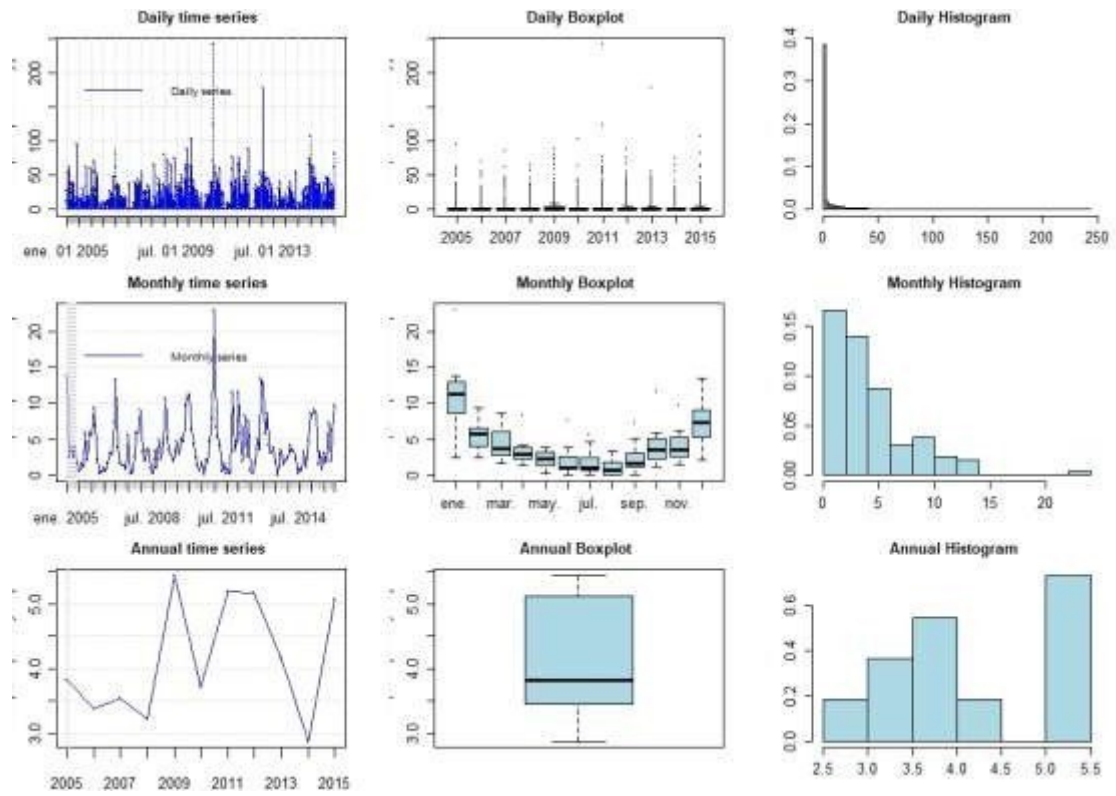 Daily time series
Daily Boxplot
Daily Histogram
0 50 100 200
Daily series
ene. 01 2005 jul. 01 2009 jul. 01 2013
0 50 100 200
2005 2007 2009 2011 2013 2015
0.0 0.1 0.2 0.3 0.4
0 50 100 150 200 250
Monthly time series
Monthly Boxplot
Monthly Histogram
0 5 10 15 20
Monthly series
ene. 2005 jul. 2008 jul. 2011 jul. 2014
0 5 10 15 20
ene. mar. may. jul. sep. nov.
0.00 0.05 0.10 0.15
0 5 10 15 20
Annual time series
Annual Boxplot
Annual Histogram
3.0 4.0 5.0
2005 2007 2009 2011 2013 2015
3.0 4.0 5.0
0.0 0.2 0.4 0.6
2.5 3.0 3.5 4.0 4.5 5.0 5.5